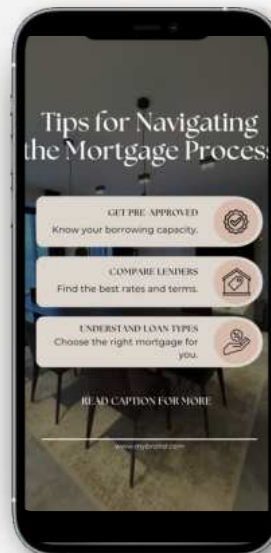 Tips for Navigating
the Mortgage Process
GET PRE-APPROVED
Know your borrowing capacity.
COMPARE LENDERS
Find the best rates and terms.
UNDERSTAND LOAN TYPES
Choose the right mortgage for
you.
READ CAPTION FOR MORE
www.mybrand.com